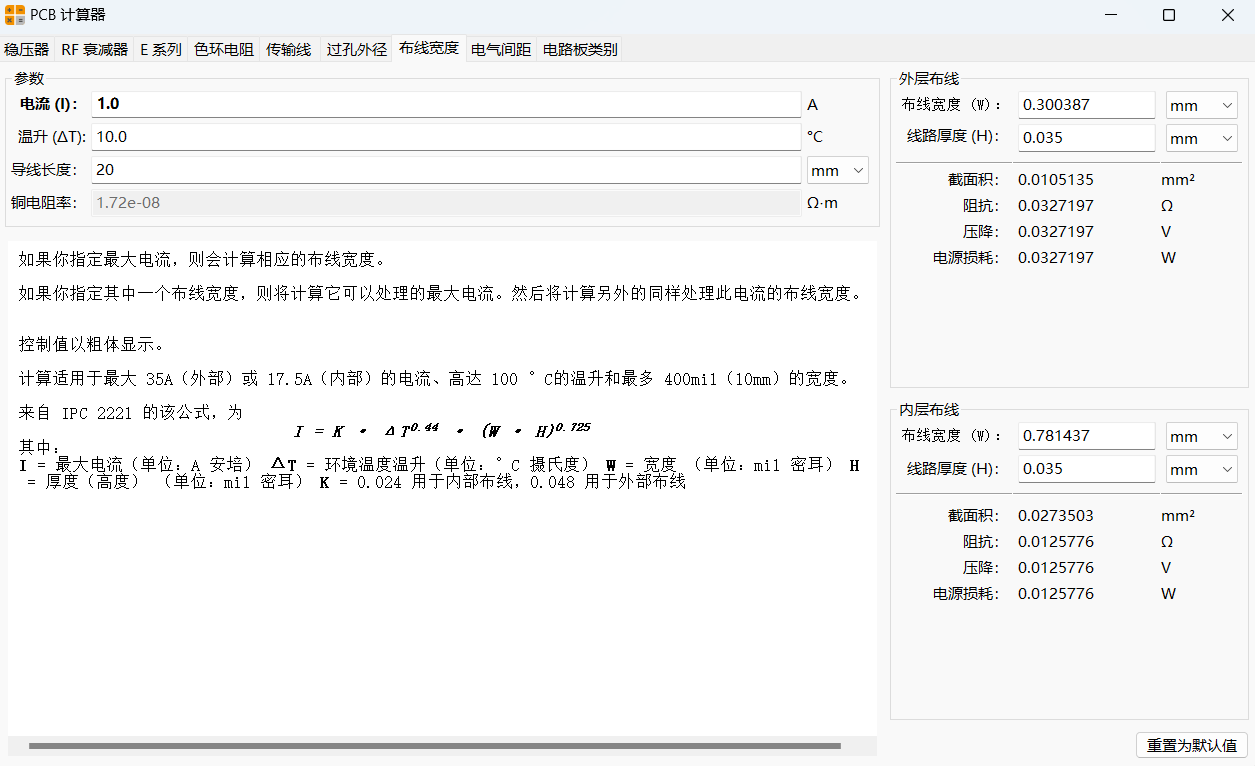 PCB 计算器
稳压器 RF 衰减器 E 系列 色环电阻 传输线 过孔外径 布线宽度 电气间距 电路板类别
参数
电流 (I): 1.0 A
温升 (ΔT): 10.0 °C
导线长度: 20 mm
铜电阻率: 1.72e-08 Ω·m
如果你指定最大电流，则会计算相应的布线宽度。
如果你指定其中一个布线宽度，则将计算它可以处理的最大电流。然后将计算另外的同样处理此电流的布线宽度。
控制值以粗体显示。
计算适用于最大 35A（外部）或 17.5A（内部）的电流、高达 100 °C的温升和最多 400mil（10mm）的宽度。
来自 IPC 2221 的该公式，为
I = K · ΔT^0.44 · (W · H)^0.725
其中:
I = 最大电流（单位：A 安培） ΔT = 环境温度温升（单位：°C 摄氏度） W = 宽度 （单位：mil 密耳） H
= 厚度（高度） （单位：mil 密耳） K = 0.024 用于内部布线，0.048 用于外部布线
外层布线
布线宽度（W）: 0.300387 mm
线路厚度 (H): 0.035 mm
截面积: 0.0105135 mm²
阻抗: 0.0327197 Ω
压降: 0.0327197 V
电源损耗: 0.0327197 W
内层布线
布线宽度（W）: 0.781437 mm
线路厚度 (H): 0.035 mm
截面积: 0.0273503 mm²
阻抗: 0.0125776 Ω
压降: 0.0125776 V
电源损耗: 0.0125776 W
重置为默认值